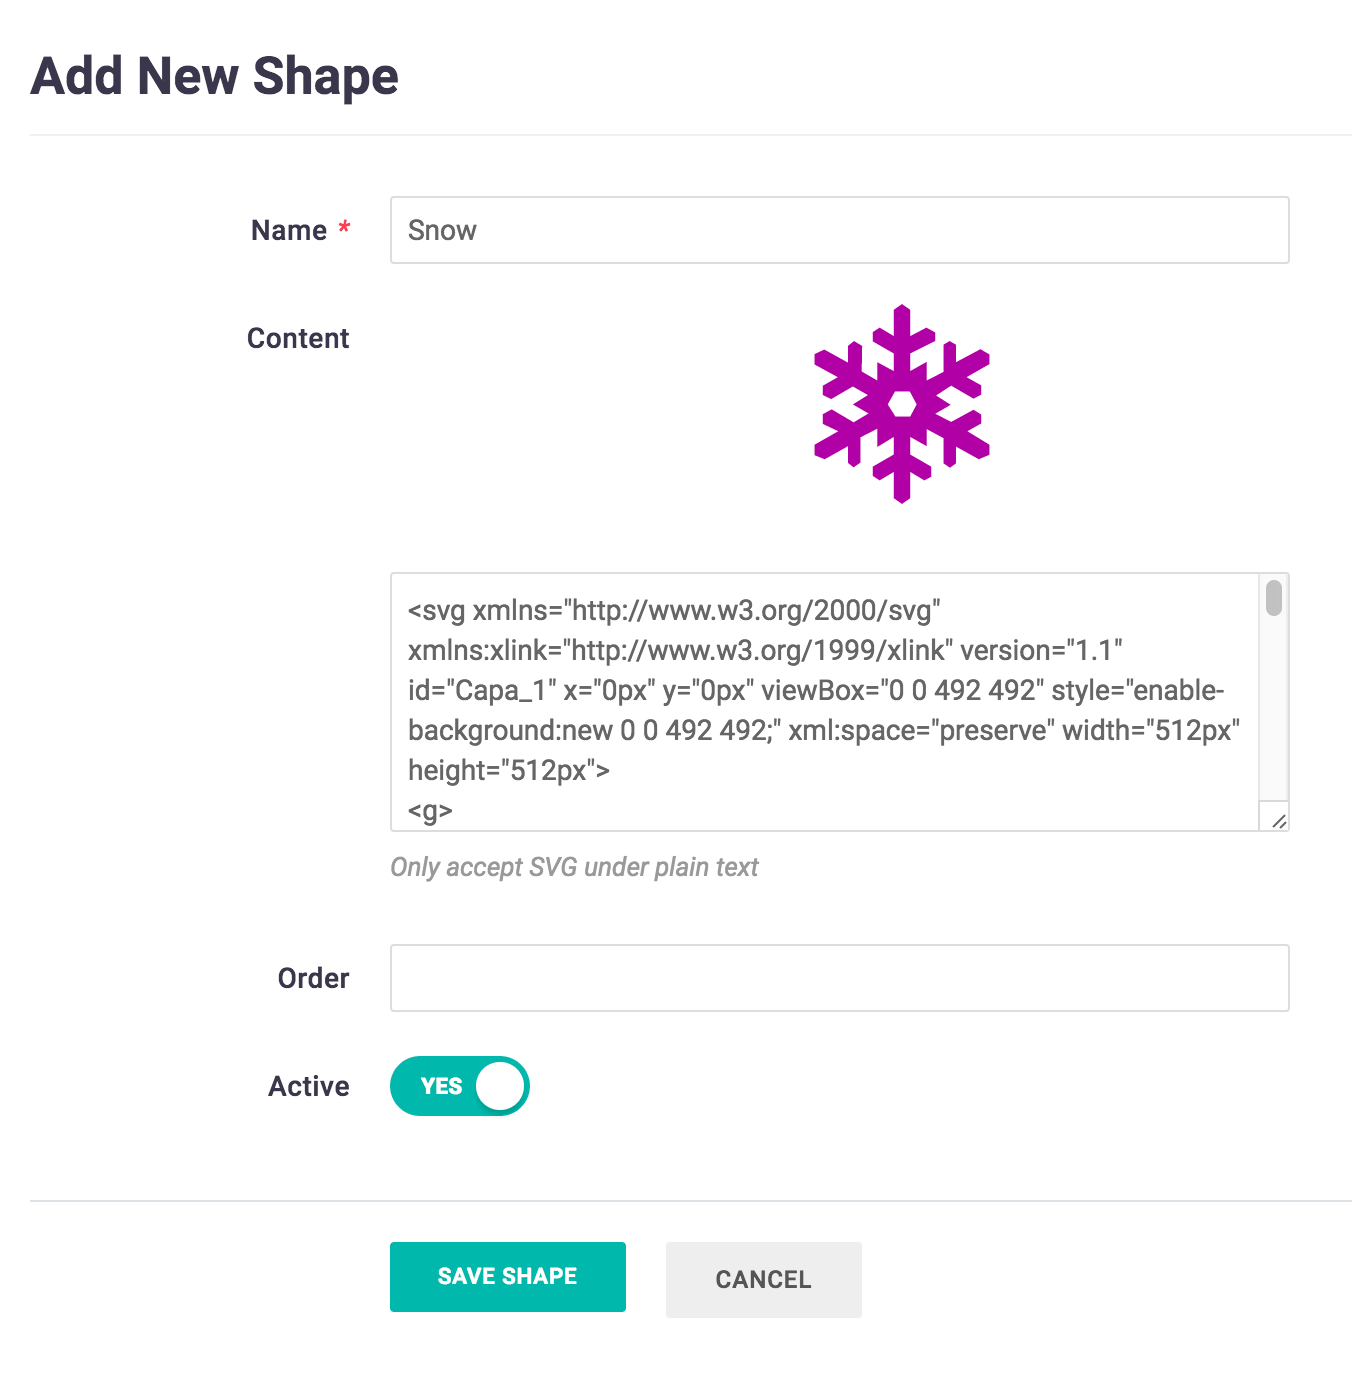 Add New Shape
Name *
Snow
Content
<svg xmlns="http://www.w3.org/2000/svg"
xmlns:xlink="http://www.w3.org/1999/xlink" version="1.1"
id="Capa_1" x="0px" y="0px" viewBox="0 0 492 492" style="enable-
background:new 0 0 492 492;" xml:space="preserve" width="512px"
height="512px">
<g>
Only accept SVG under plain text
Order
Active
YES
SAVE SHAPE
CANCEL